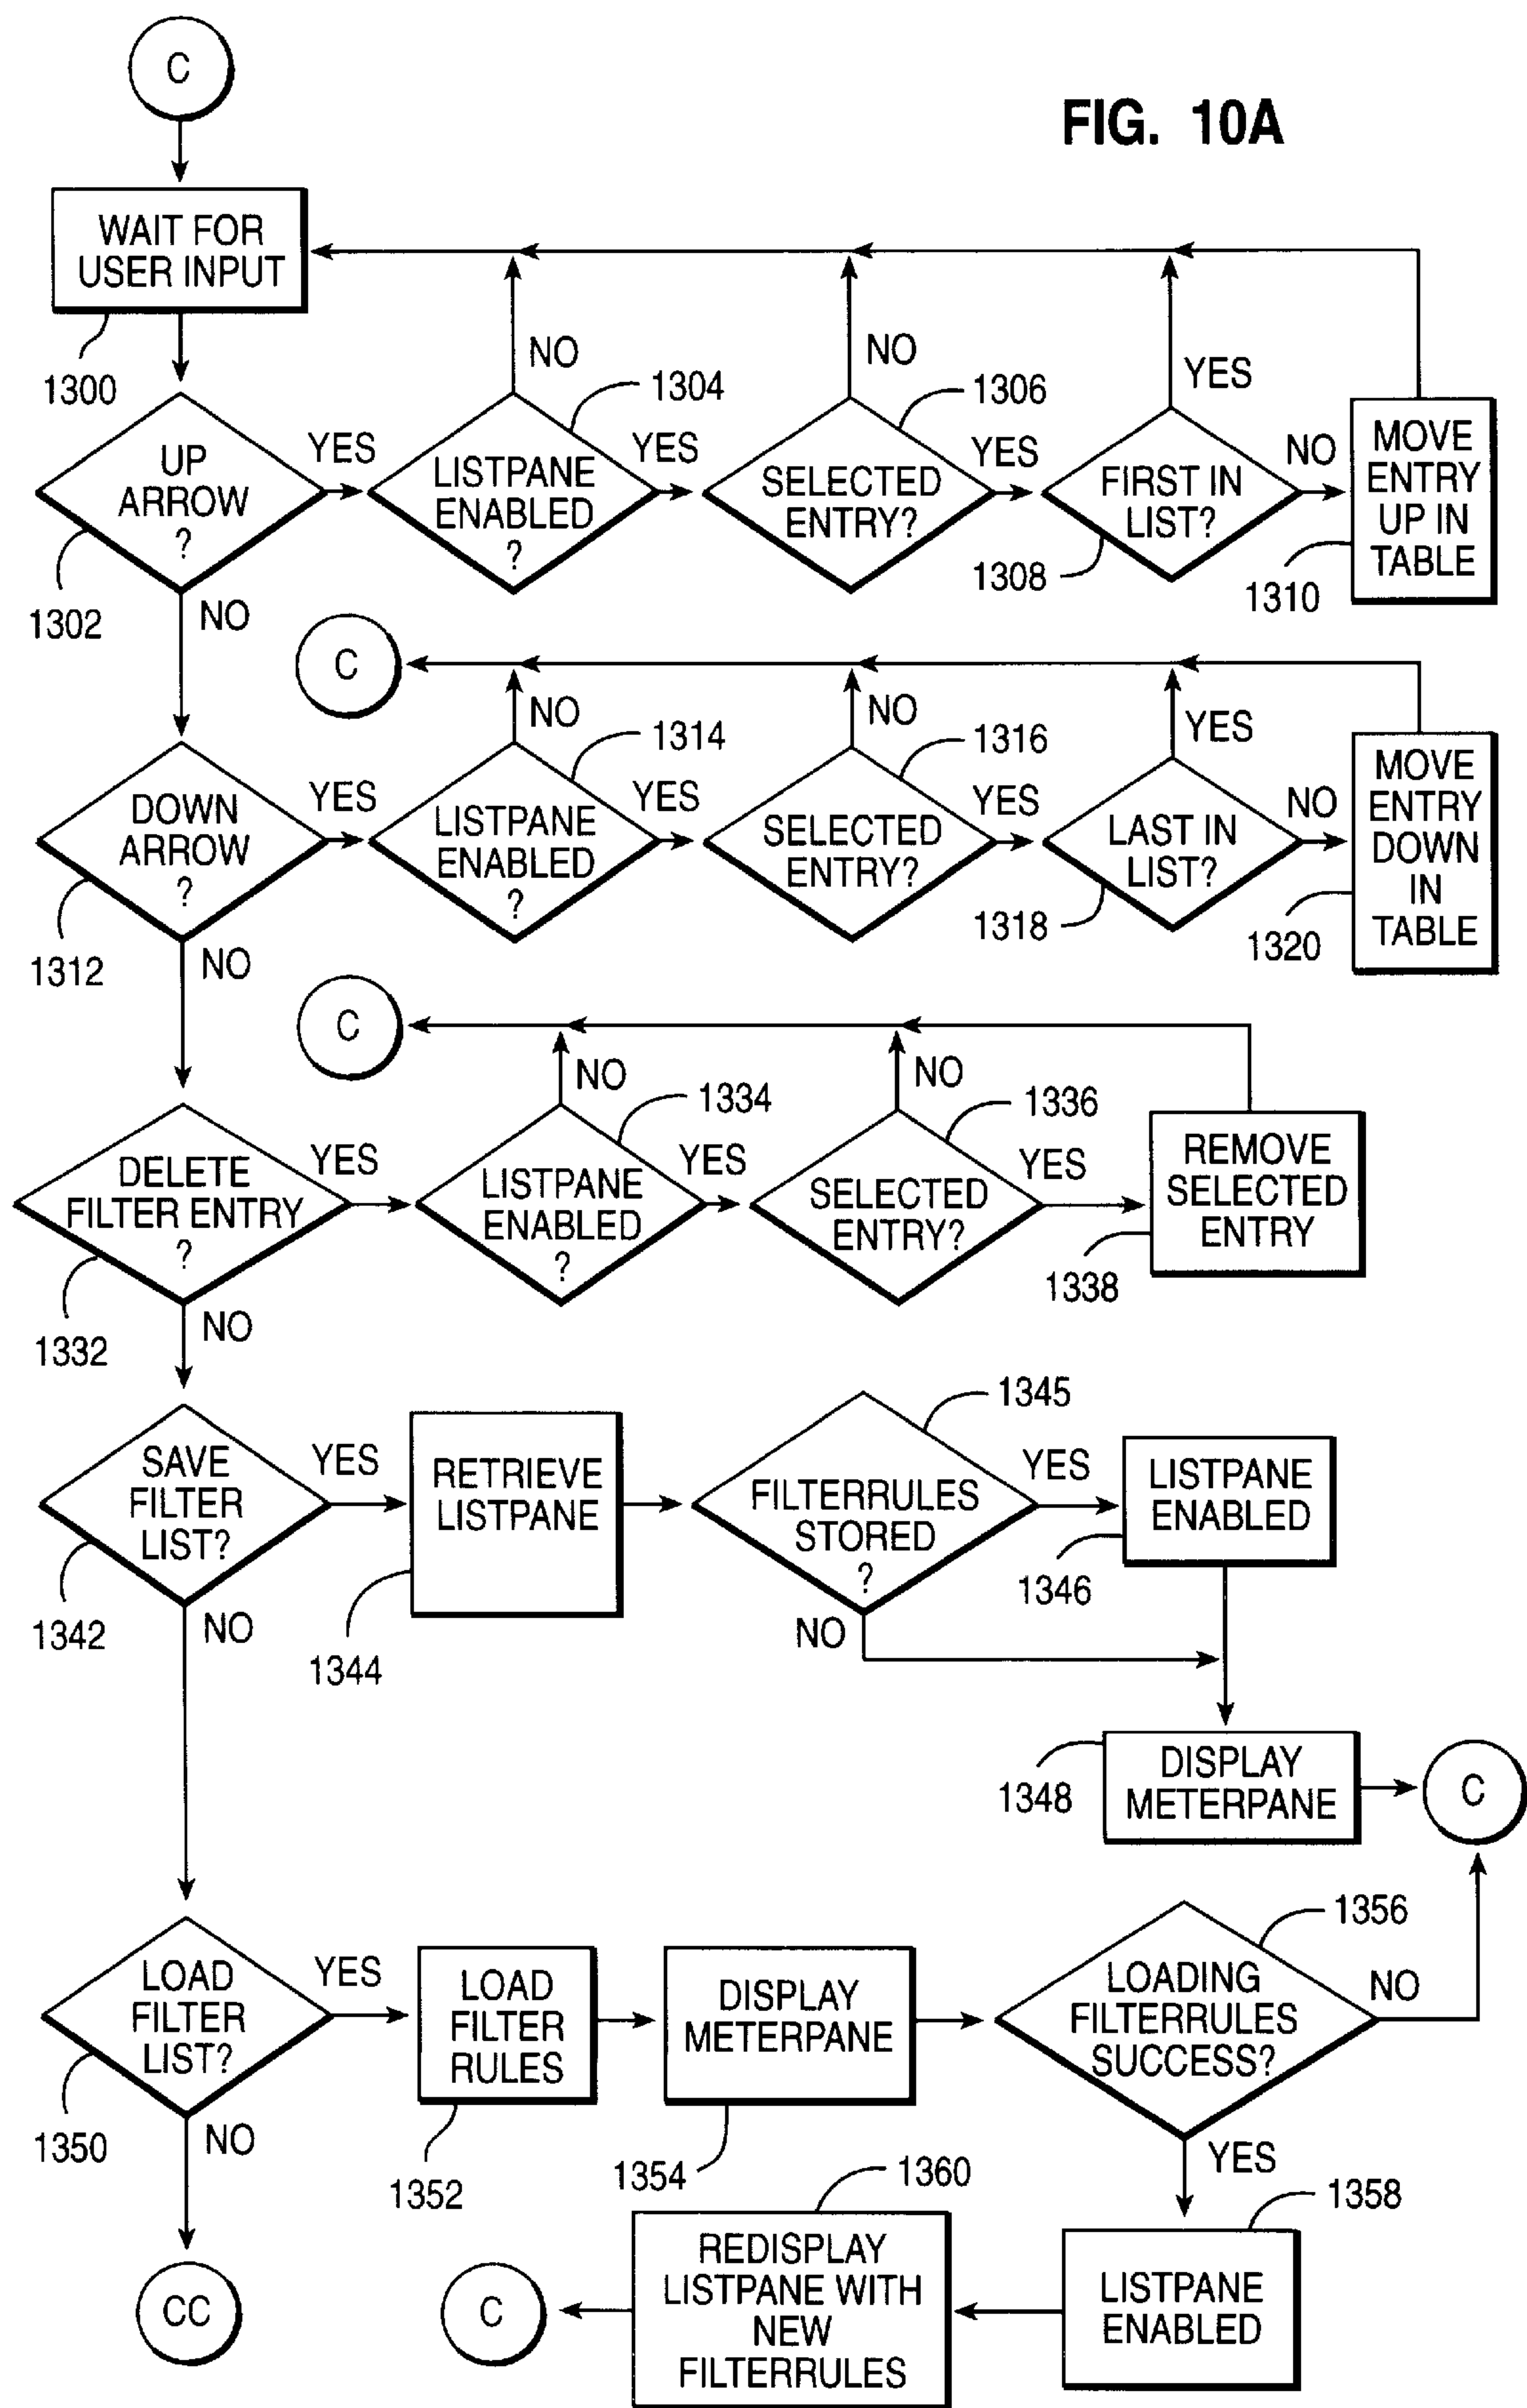 C
FIG. 10A
WAIT FOR
USER INPUT
1300
UP
ARROW
?
1302
YES
NO
LISTPANE
ENABLED
?
1304
NO
YES
SELECTED
ENTRY?
1306
NO
YES
FIRST IN
LIST?
1308
YES
NO
MOVE
ENTRY
UP IN
TABLE
1310
C
DOWN
ARROW
?
1312
YES
NO
LISTPANE
ENABLED
?
1314
NO
YES
SELECTED
ENTRY?
1316
NO
YES
LAST IN
LIST?
1318
YES
NO
MOVE
ENTRY
DOWN
IN
TABLE
1320
C
DELETE
FILTER ENTRY
?
1332
YES
NO
LISTPANE
ENABLED
?
1334
NO
YES
SELECTED
ENTRY?
1336
NO
YES
REMOVE
SELECTED
ENTRY
1338
SAVE
FILTER
LIST?
1342
YES
NO
RETRIEVE
LISTPANE
1344
FILTERRULES
STORED
?
1345
YES
NO
LISTPANE
ENABLED
1346
DISPLAY
METERPANE
1348
C
LOAD
FILTER
LIST?
1350
YES
NO
LOAD
FILTER
RULES
1352
DISPLAY
METERPANE
1354
LOADING
FILTERRULES
SUCCESS?
1356
NO
YES
LISTPANE
ENABLED
1358
REDISPLAY
LISTPANE WITH
NEW
FILTERRULES
1360
C
CC